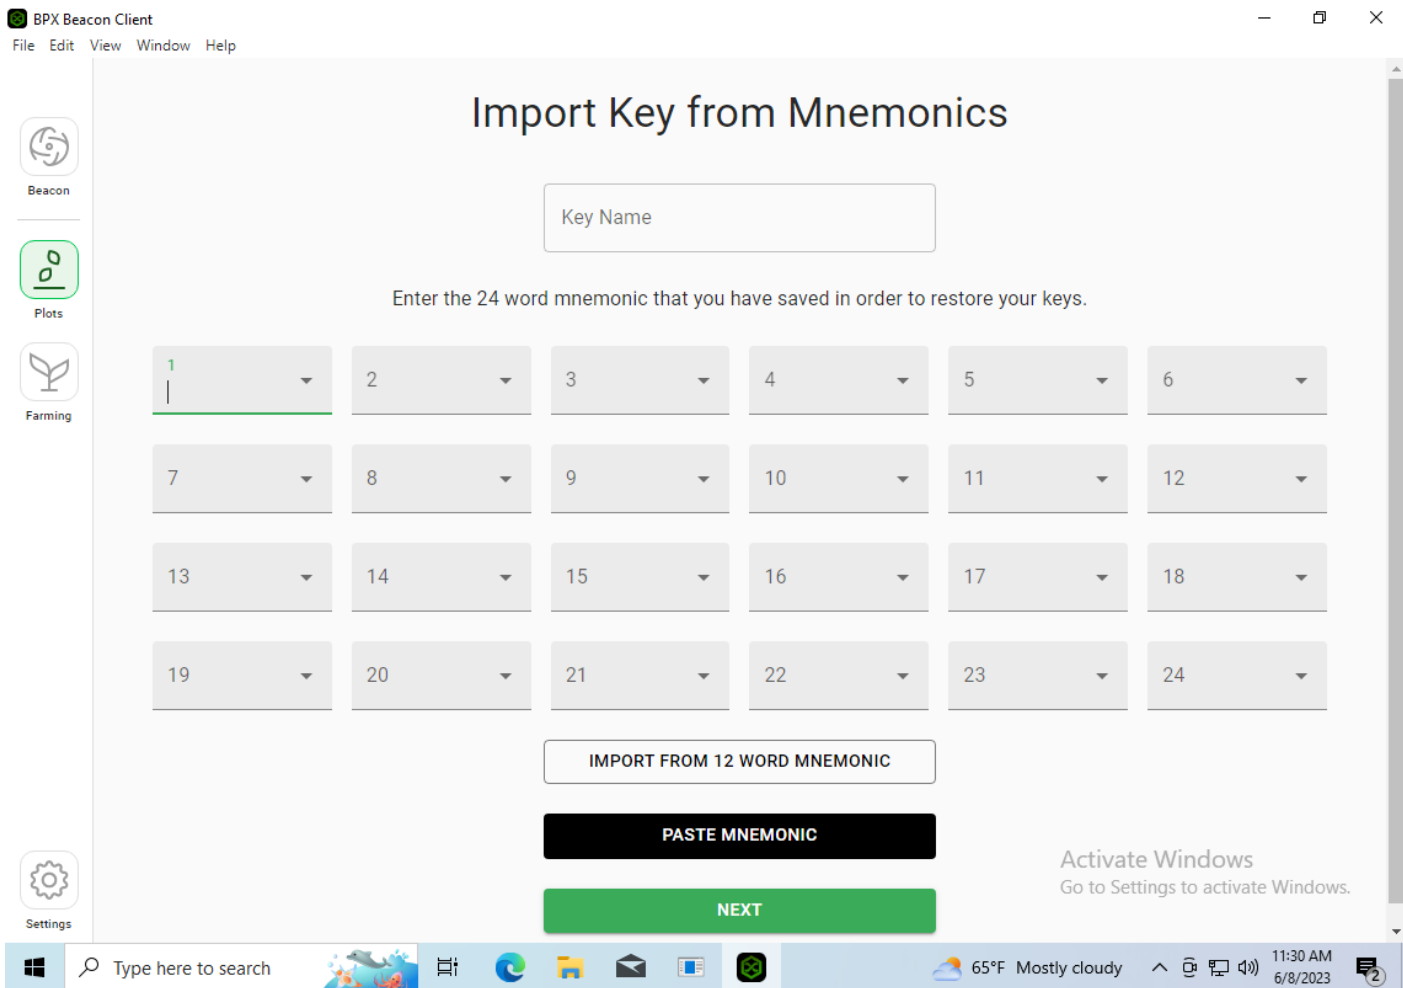 BPX Beacon Client
File Edit View Window Help
Import Key from Mnemonics
Beacon
Key Name
Plots
Enter the 24 word mnemonic that you have saved in order to restore your keys.
Farming
1 2 3 4 5 6
7 8 9 10 11 12
13 14 15 16 17 18
19 20 21 22 23 24
IMPORT FROM 12 WORD MNEMONIC
PASTE MNEMONIC
Activate Windows
Go to Settings to activate Windows.
NEXT
Settings
Type here to search
65°F Mostly cloudy
11:30 AM
6/8/2023
2